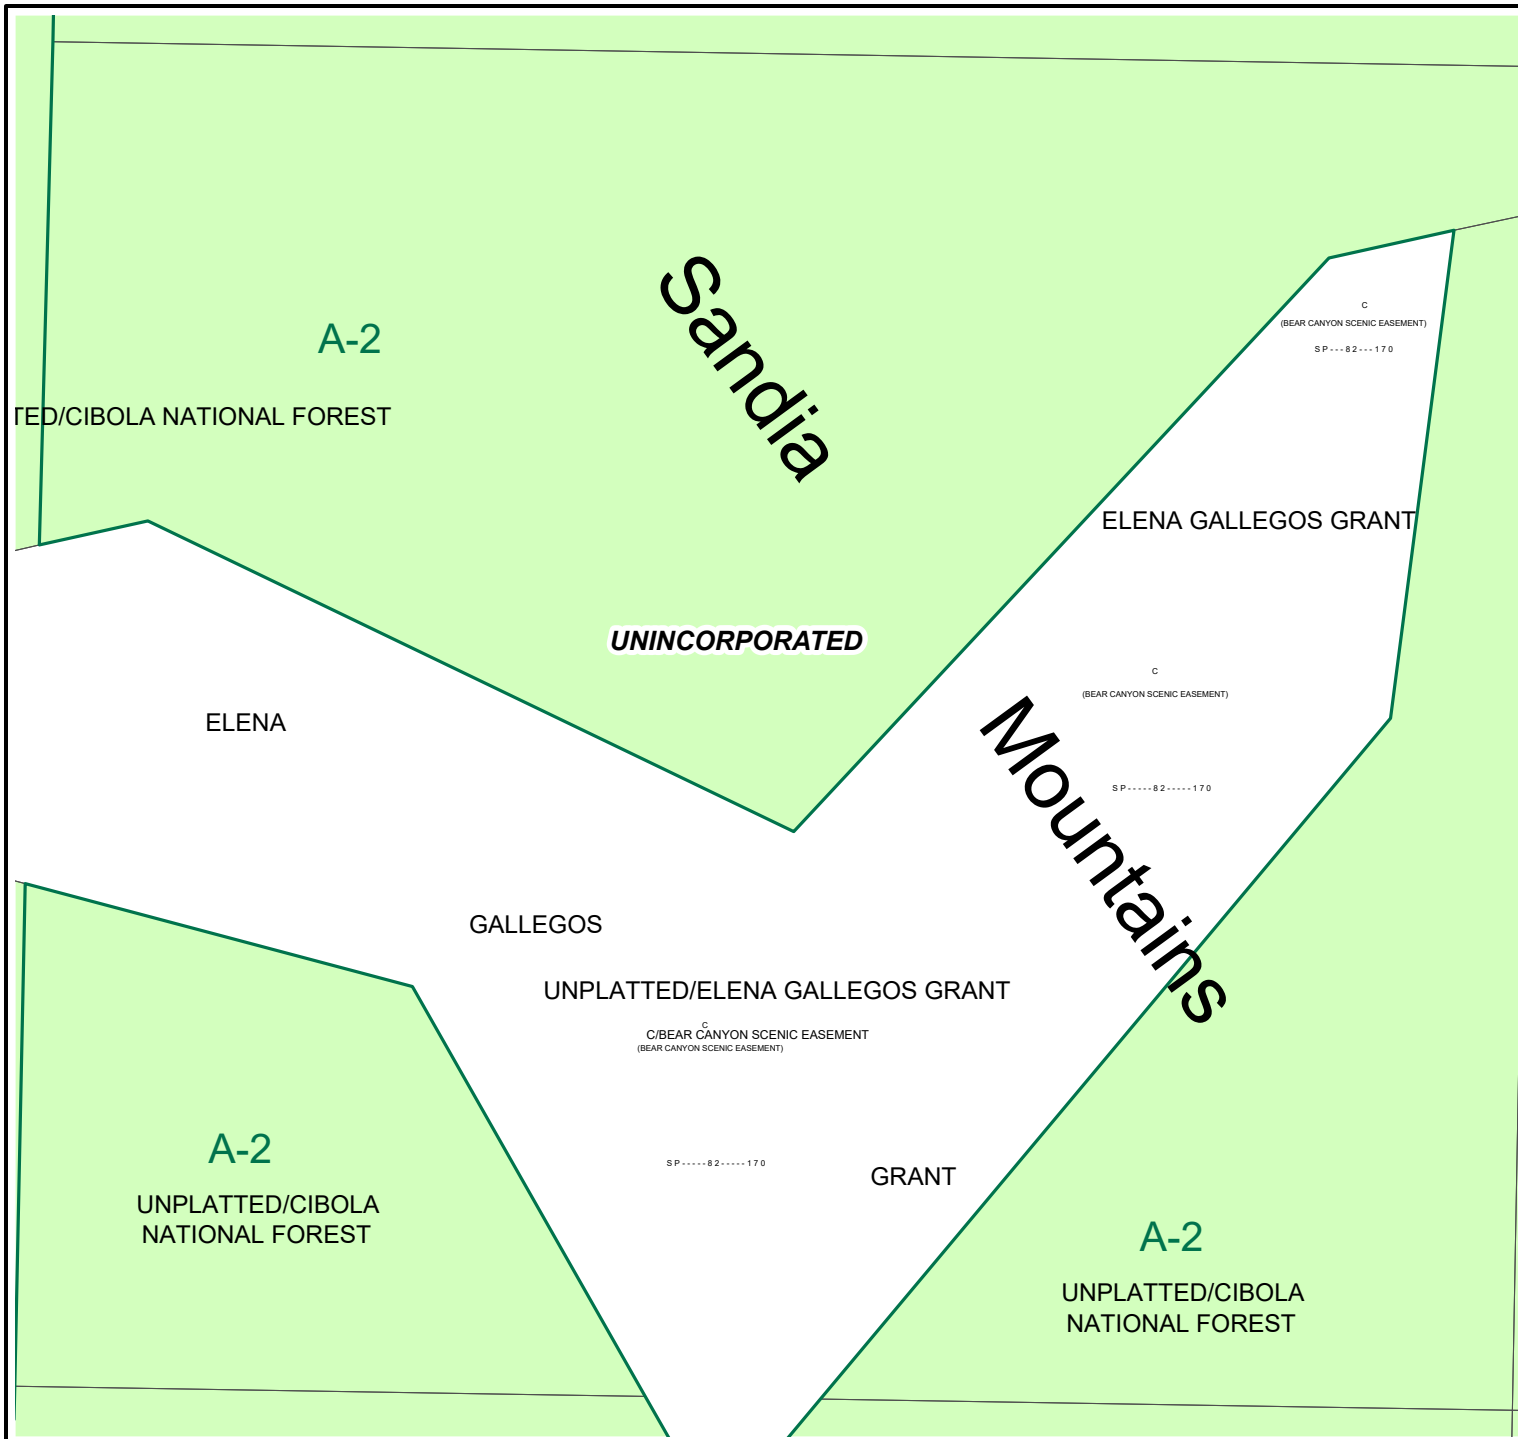 C
(BEAR CANYON SCENIC EASEMENT)
SP---82---170
Sandia
A-2
TED/CIBOLA NATIONAL FOREST
ELENA GALLEGOS GRANT
UNINCORPORATED
C
(BEAR CANYON SCENIC EASEMENT)
ELENA
SP-----82-----170
Mountains
GALLEGOS
UNPLATTED/ELENA GALLEGOS GRANT
C
C/BEAR CANYON SCENIC EASEMENT
(BEAR CANYON SCENIC EASEMENT)
A-2
SP-----82-----170
GRANT
UNPLATTED/CIBOLA
NATIONAL FOREST
A-2
UNPLATTED/CIBOLA
NATIONAL FOREST